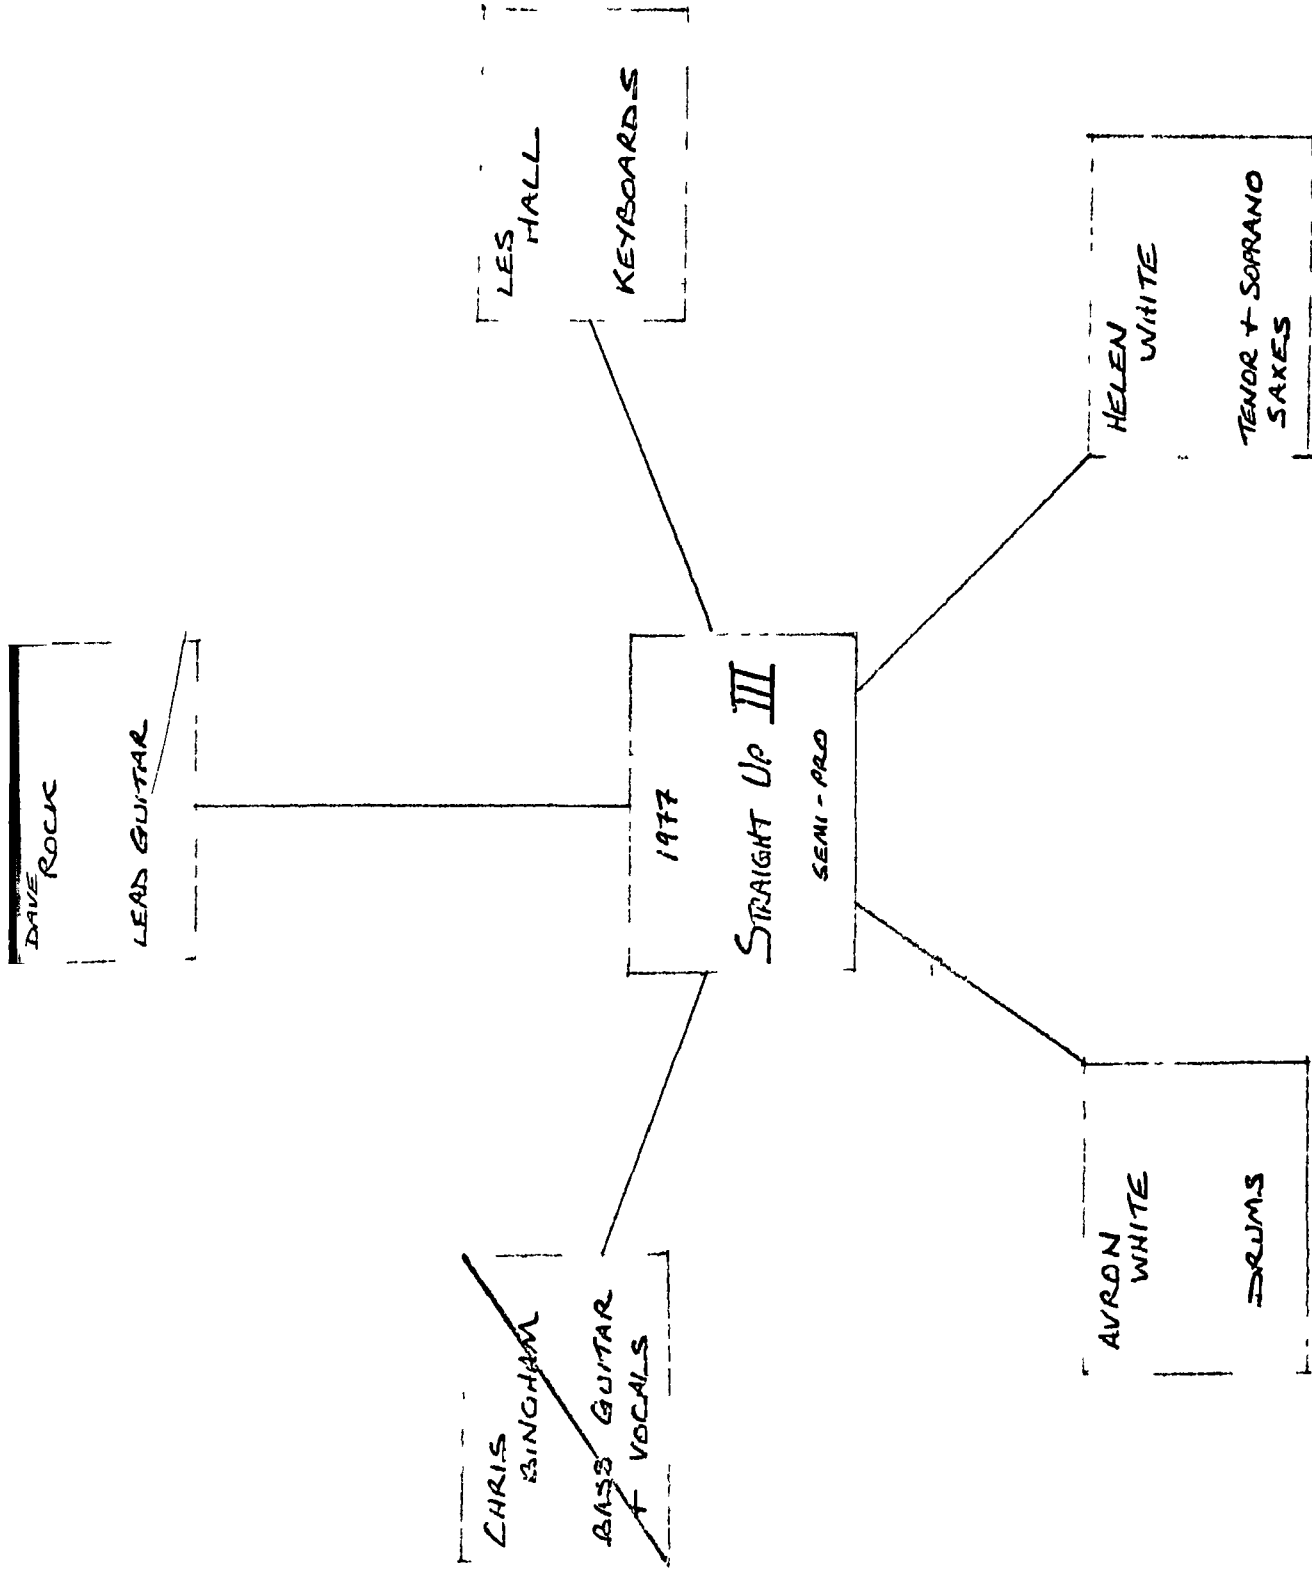 DAVE
ROCK
LEAD GUITAR
CHRIS
BINGHAM
BASS GUITAR
+ VOCALS
LES
HALL
KEYBOARDS
1977
STRAIGHT UP III
SEMI-PRO
AVRON
WHITE
DRUMS
HELEN
WHITE
TENOR + SOPRANO
SAXES